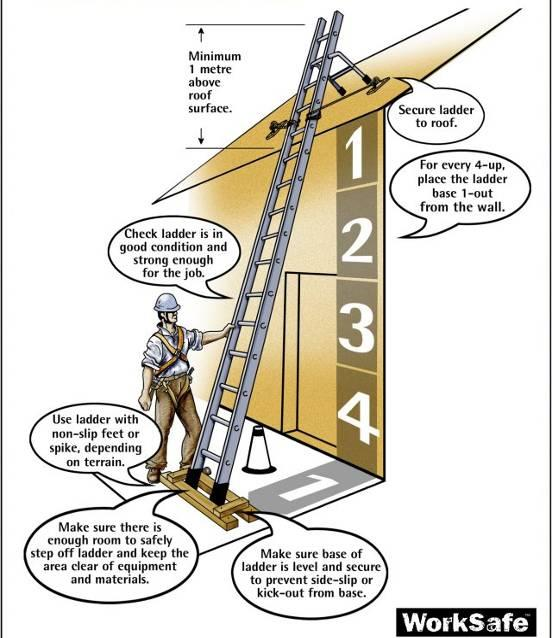 Minimum
1 metre
above
roof
surface.
Secure ladder
to roof.
For every 4-up,
place the ladder
base 1-out
from the wall.
1
2
3
4
1
Check ladder is in
good condition and
strong enough
for the job.
Use ladder with
non-slip feet or
spike, depending
on terrain.
Make sure there is
enough room to safely
step off ladder and keep the
area clear of equipment
and materials.
Make sure base of
ladder is level and secure
to prevent side-slip or
kick-out from base.
WorkSafe